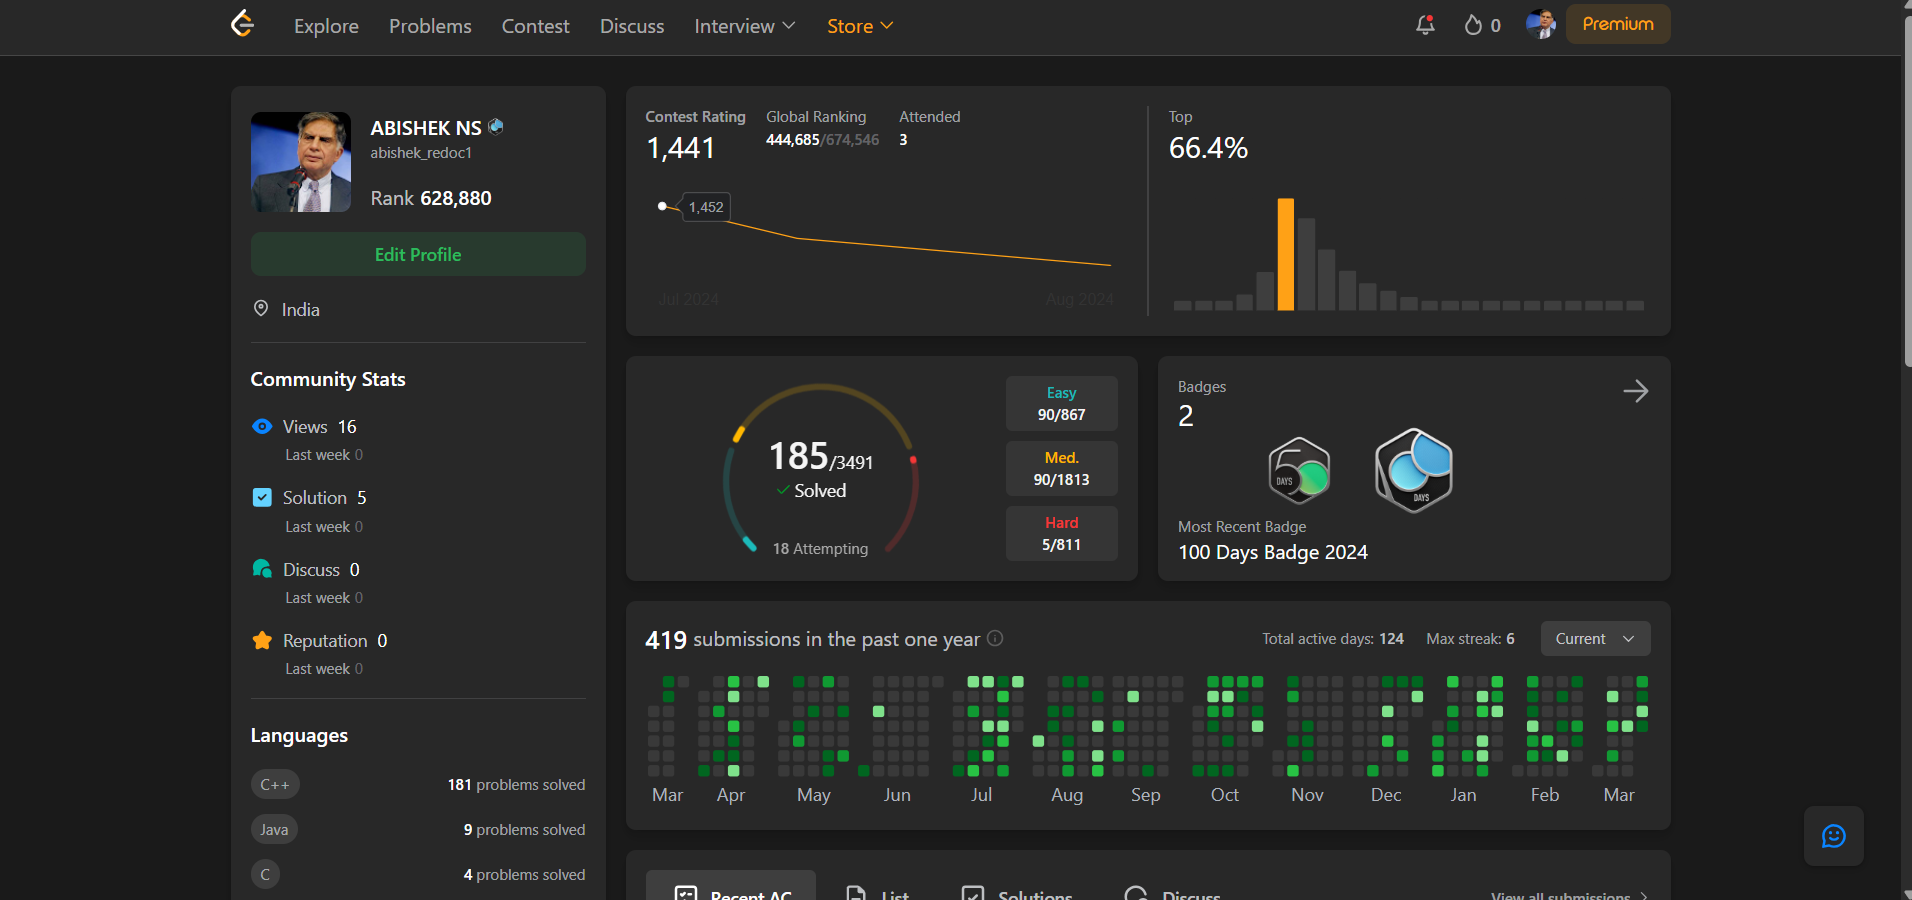 Explore Problems Contest Discuss Interview Store 0 Premium
ABISHEK NS
abishek_redoc1
Rank 628,880
Edit Profile
India
Community Stats
Views 16
Last week 0
Solution 5
Last week 0
Discuss 0
Last week 0
Reputation 0
Last week 0
Languages
C++ 181 problems solved
Java 9 problems solved
C 4 problems solved
Contest Rating
1,441
Global Ranking
444,685/674,546
Attended
3
1,452
Jul 2024 Aug 2024
Top
66.4%
185/3491
Solved
18 Attempting
Easy
90/867
Med.
90/1813
Hard
5/811
Badges
2
5
DAYS
DAYS
Most Recent Badge
100 Days Badge 2024
419 submissions in the past one year Total active days: 124 Max streak: 6 Current
Mar Apr May Jun Jul Aug Sep Oct Nov Dec Jan Feb Mar
Recent AC List Solutions Discuss View all submissions